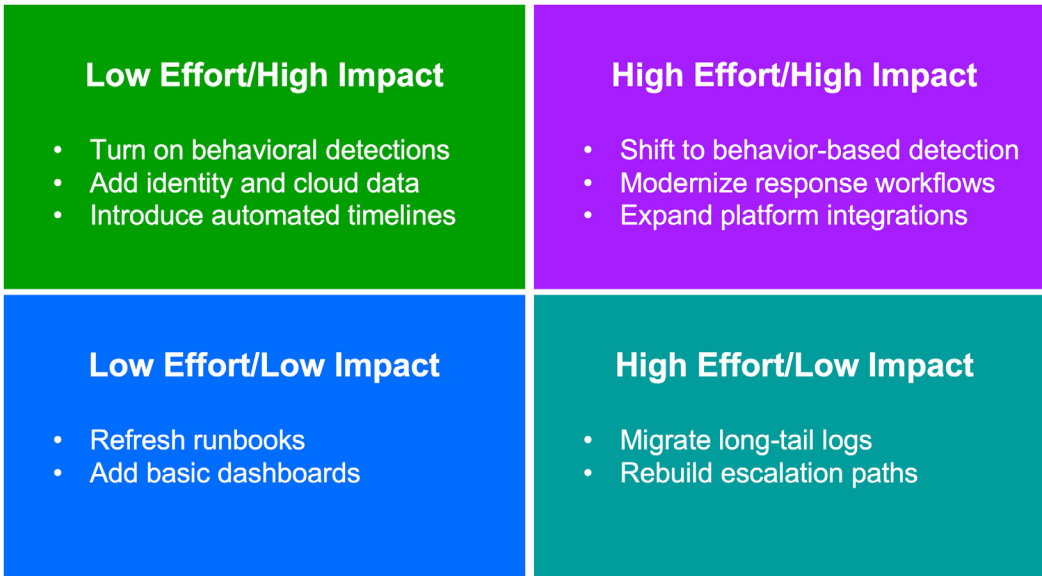 Low Effort/High Impact
• Turn on behavioral detections
• Add identity and cloud data
• Introduce automated timelines
High Effort/High Impact
• Shift to behavior-based detection
• Modernize response workflows
• Expand platform integrations
Low Effort/Low Impact
• Refresh runbooks
• Add basic dashboards
High Effort/Low Impact
• Migrate long-tail logs
• Rebuild escalation paths